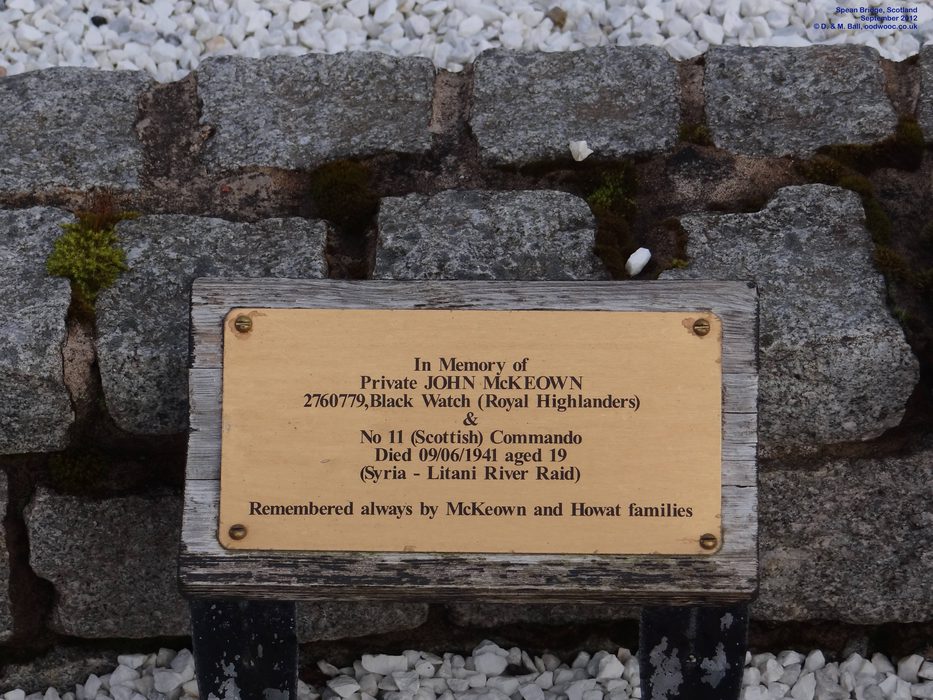 Spean Bridge, Scotland
September 2012
© D. & M. Ball, oodwooc.co.uk
In Memory of
Private JOHN McKEOWN
2760779,Black Watch (Royal Highlanders)
&
No 11 (Scottish) Commando
Died 09/06/1941 aged 19
(Syria - Litani River Raid)
Remembered always by McKeown and Howat families